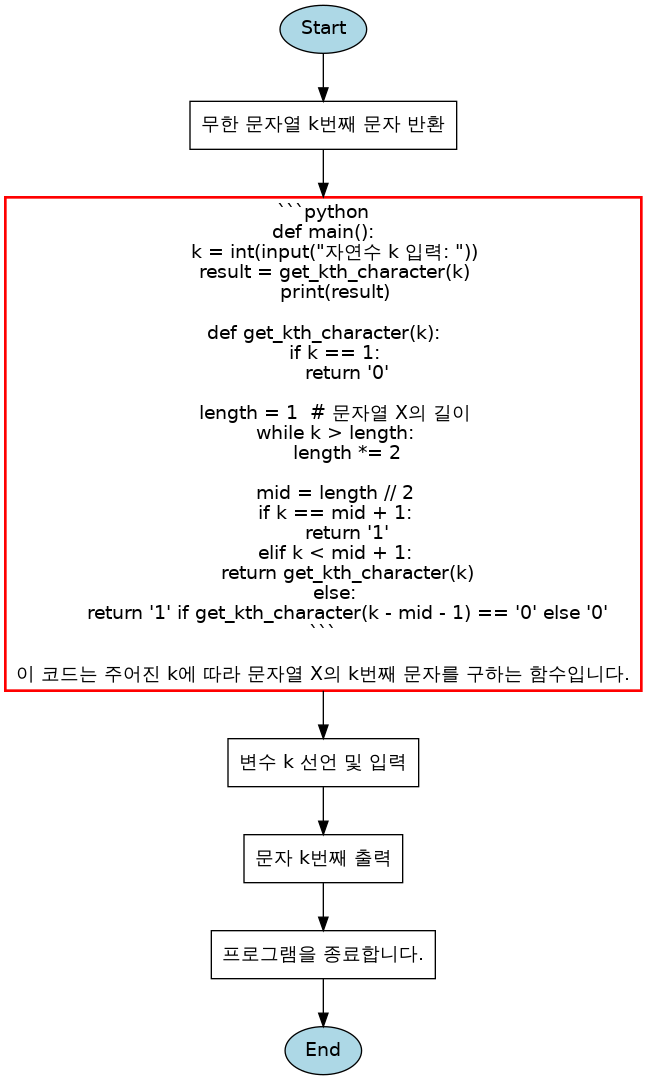 Start
무한 문자열 k번째 문자 반환
```python
def main():
k = int(input("자연수 k 입력: "))
result = get_kth_character(k)
print(result)
def get_kth_character(k):
if k == 1:
return '0'
length = 1  # 문자열 X의 길이
while k > length:
length *= 2
mid = length // 2
if k == mid + 1:
return '1'
elif k < mid + 1:
return get_kth_character(k)
else:
return '1' if get_kth_character(k - mid - 1) == '0' else '0'
```
이 코드는 주어진 k에 따라 문자열 X의 k번째 문자를 구하는 함수입니다.
변수 k 선언 및 입력
문자 k번째 출력
프로그램을 종료합니다.
End